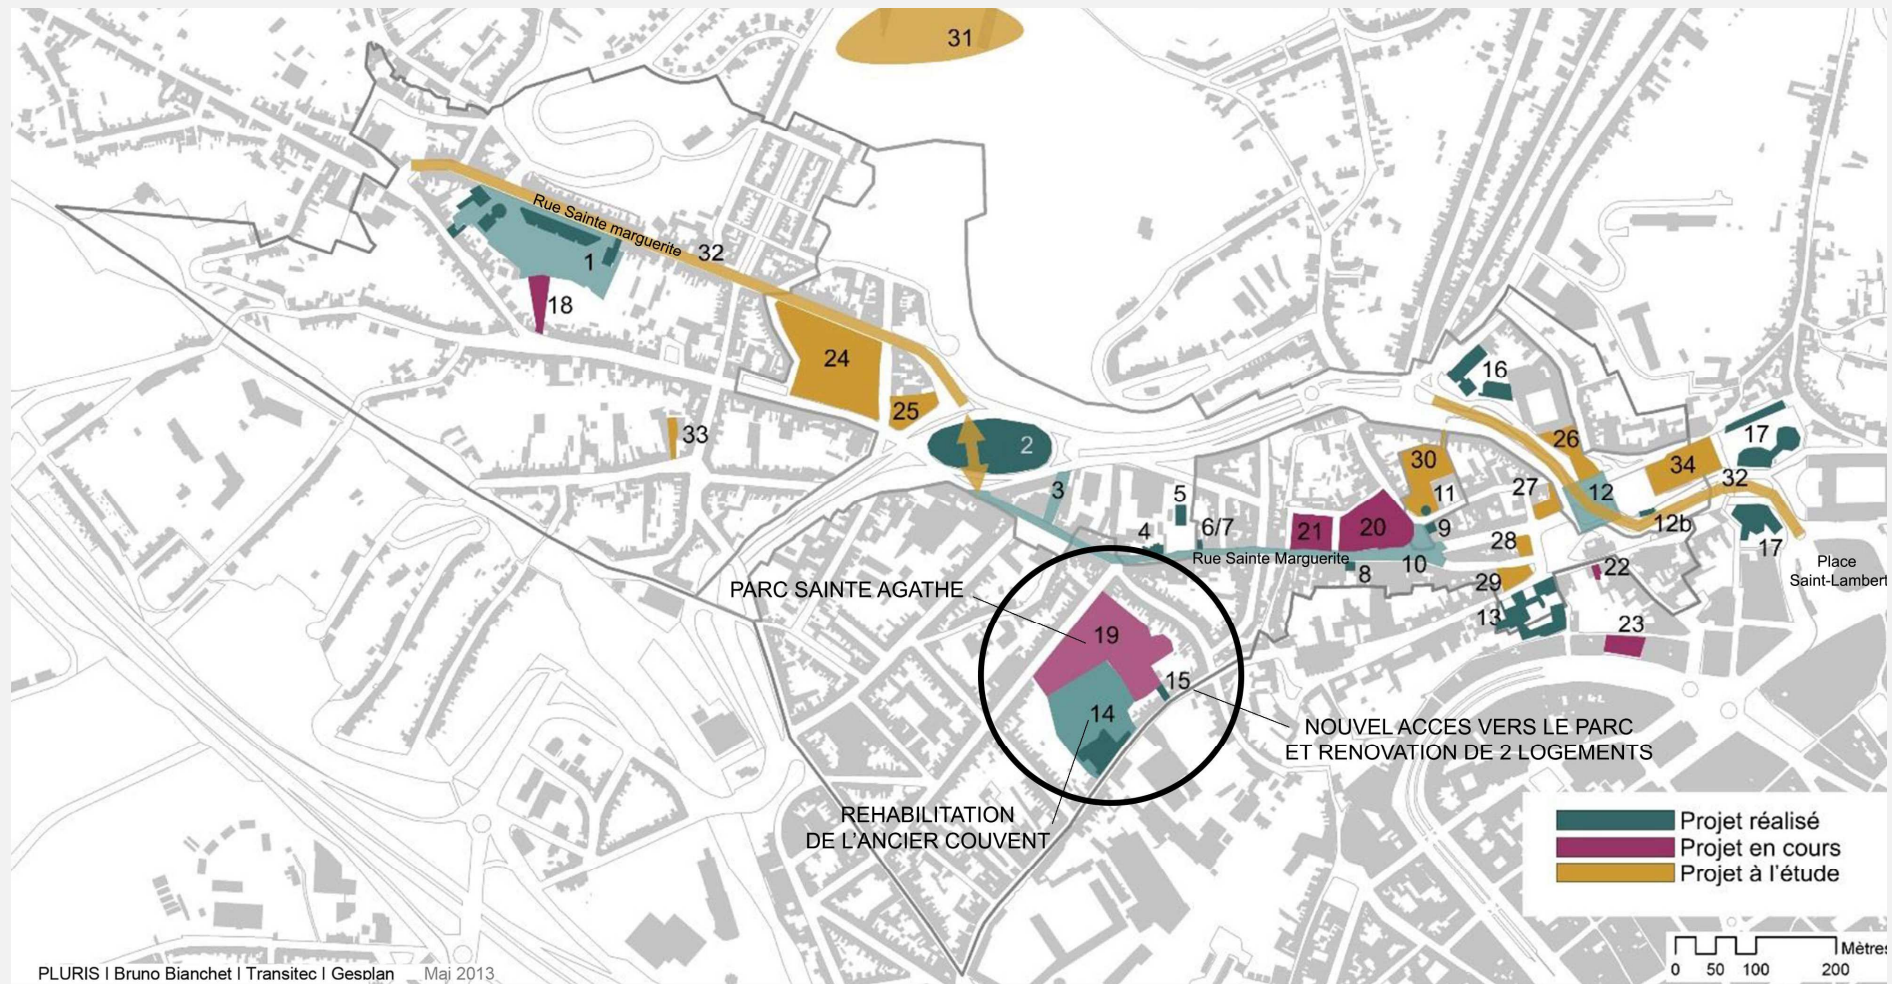 31
Rue Sainte marguerite
32
1
18
24
25
33
2
3
5
4
6/7
21
20
30
11
9
10
Rue Sainte Marguerite
8
16
26
27
12
28
29
13
34
17
32
12b
17
22
23
Place
Saint-Lambert
PARC SAINTE AGATHE
19
15
14
NOUVEL ACCES VERS LE PARC
ET RENOVATION DE 2 LOGEMENTS
REHABILITATION
DE L'ANCIER COUVENT
Projet réalisé
Projet en cours
Projet à l'étude
Mètres
0 50 100 200
PLURIS I Bruno Bianchet I Transitec I Gesplan Mai 2013